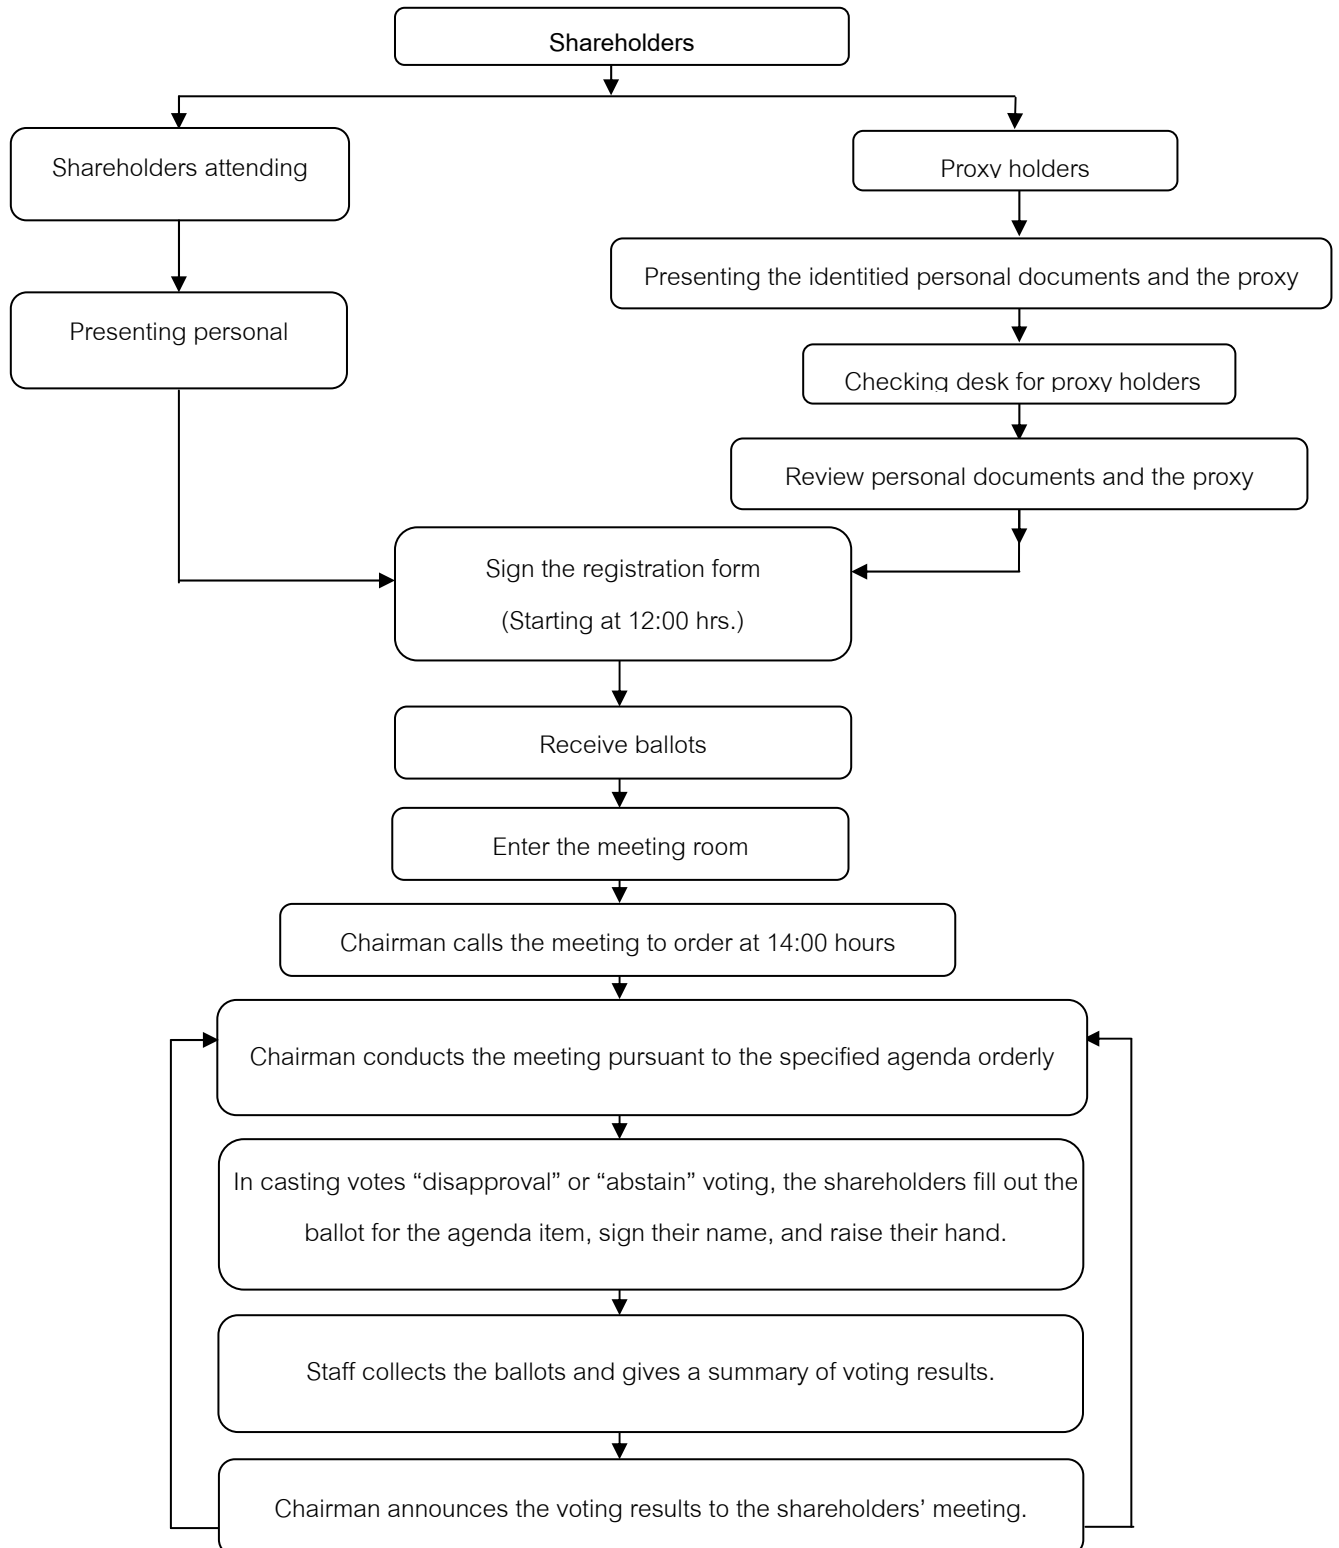 Shareholders
Shareholders attending
Proxy holders
Presenting the identitied personal documents and the proxy
Presenting personal
Checking desk for proxy holders
Review personal documents and the proxy
Sign the registration form
(Starting at 12:00 hrs.)
Receive ballots
Enter the meeting room
Chairman calls the meeting to order at 14:00 hours
Chairman conducts the meeting pursuant to the specified agenda orderly
In casting votes “disapproval” or “abstain” voting, the shareholders fill out the
ballot for the agenda item, sign their name, and raise their hand.
Staff collects the ballots and gives a summary of voting results.
Chairman announces the voting results to the shareholders’ meeting.